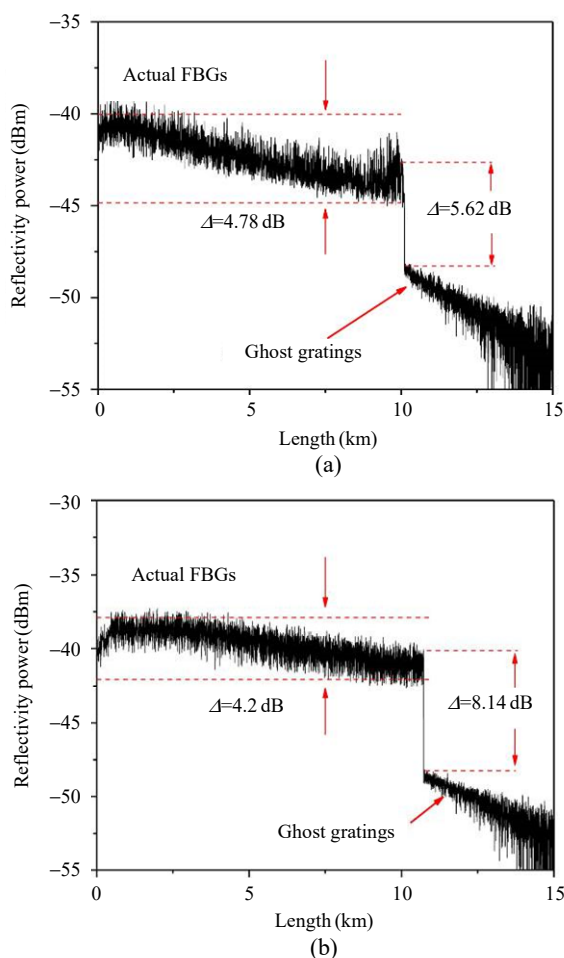 −35
Actual FBGs
−40
Reflectivity power (dBm)
−45
Δ=4.78 dB
Δ=5.62 dB
−50
Ghost gratings
−55
0
5
10
15
Length (km)
(a)
−30
−35
Actual FBGs
−40
Reflectivity power (dBm)
−45
Δ=4.2 dB
Δ=8.14 dB
−50
Ghost gratings
−55
0
5
10
15
Length (km)
(b)